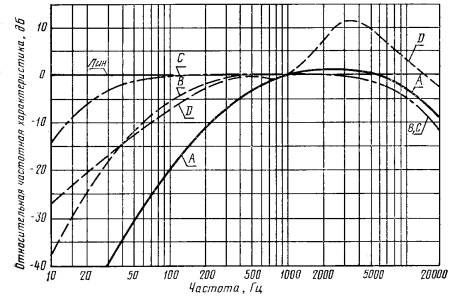 Относительная частотная характеристика, дБ
10
0
-10
-20
-30
-40
Лин
C
B
D
A
D
A
B,C
10
20
50
100
200
500
1000
2000
5000
10000
20000
Частота, Гц